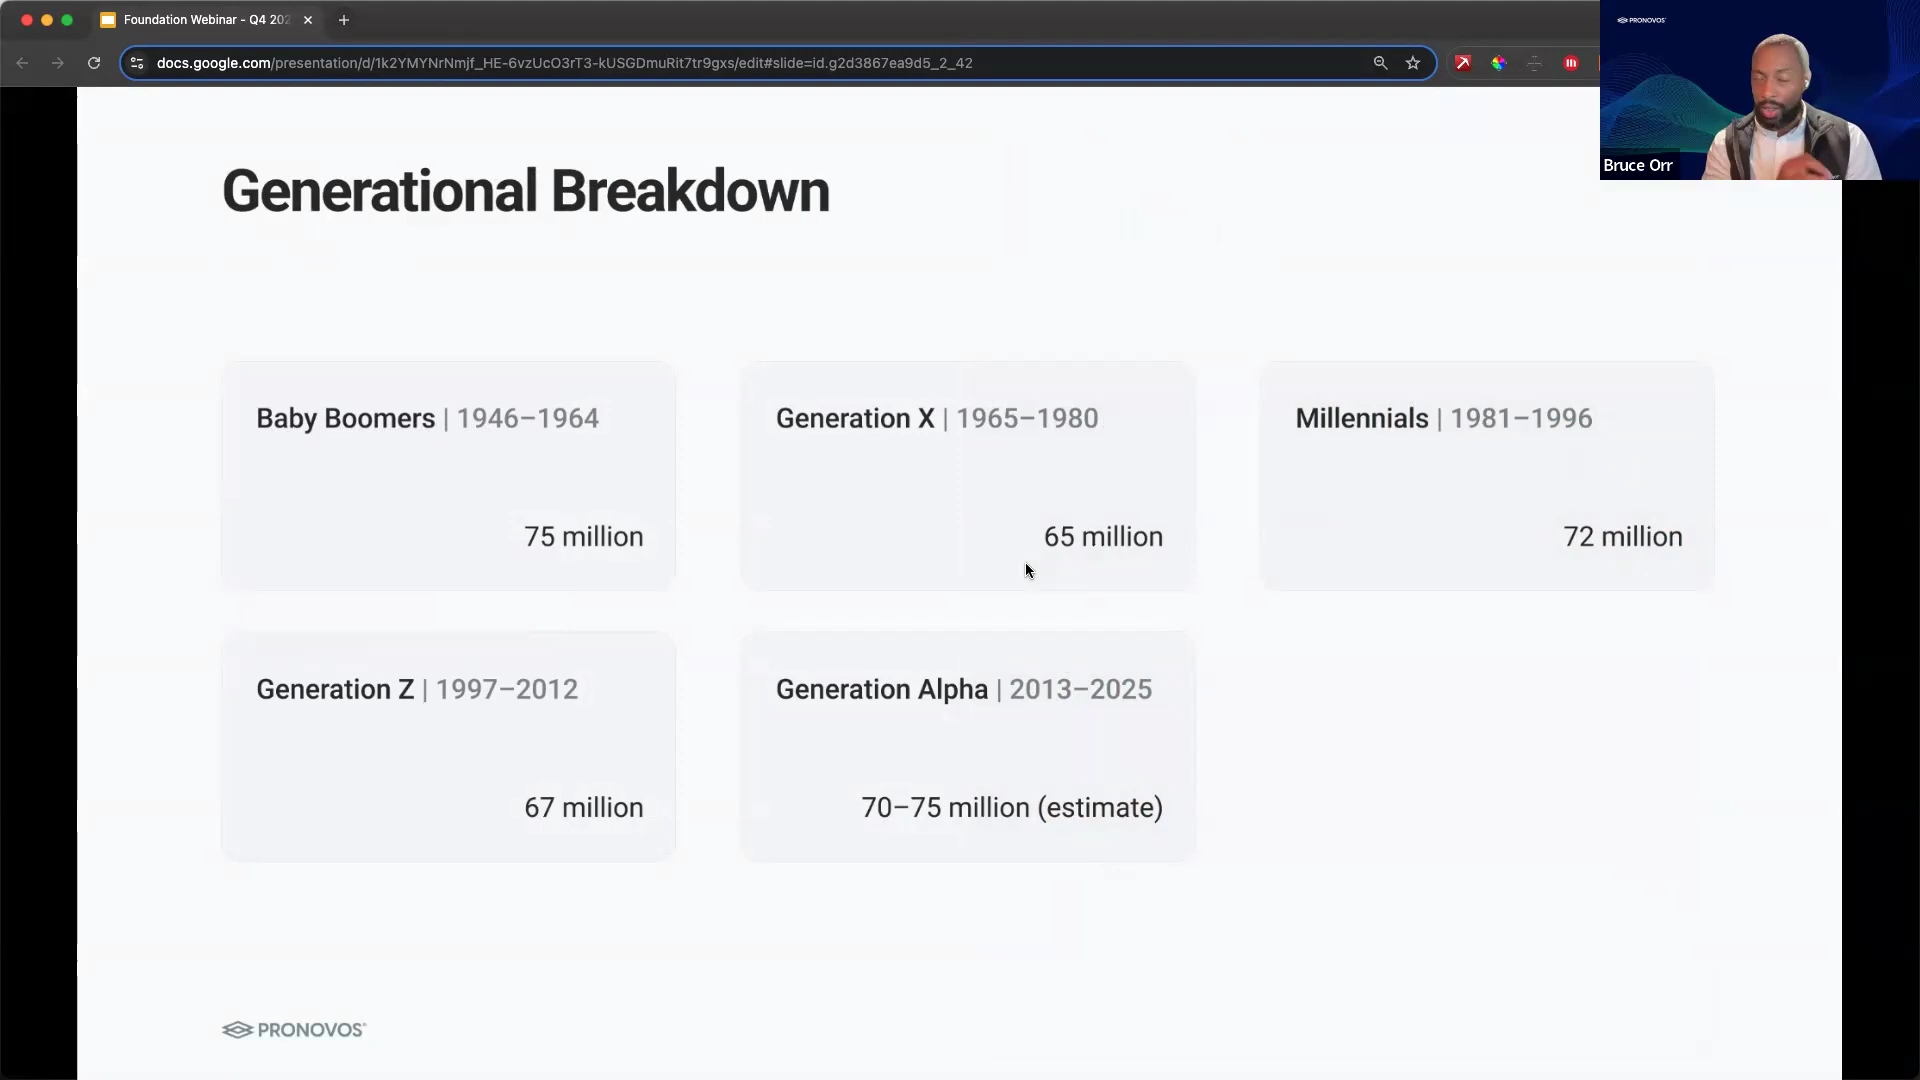 Foundation Webinar - Q4 202
docs.google.com/presentation/d/1k2YMYNrNmjf_HE-6vzUcO3rT3-kUSGDmuRit7tr9gxs/edit#slide=id.g2d3867ea9d5_2_42
PRONOVOS
Bruce Orr
Generational Breakdown
Baby Boomers | 1946–1964
75 million
Generation X | 1965–1980
65 million
Millennials | 1981–1996
72 million
Generation Z | 1997–2012
67 million
Generation Alpha | 2013–2025
70–75 million (estimate)
PRONOVOS